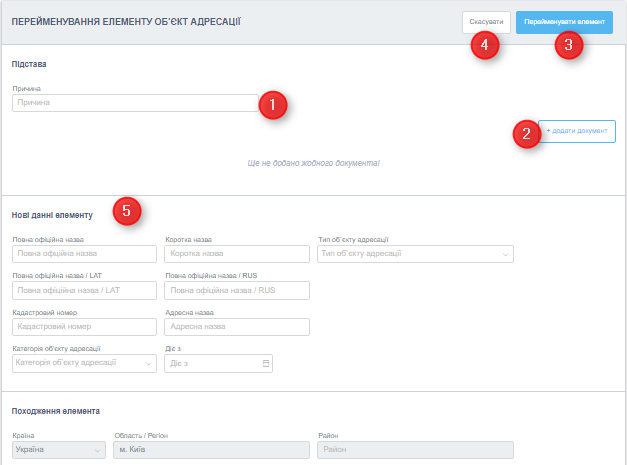 ПЕРЕЙМЕНУВАННЯ ЕЛЕМЕНТУ ОБ'ЄКТ АДРЕСАЦІЇ
Скасувати
Перейменувати елемент
4
3
Підстава
Причина
Причина
1
2
+ додати документ
Ще не додано жодного документа!
Нові данні елементу
5
Повна офіційна назва
Коротка назва
Тип об'єкту адресації
Повна офіційна назва
Коротка назва
Тип об'єкту адресації
Повна офіційна назва / LAT
Повна офіційна назва / RUS
Повна офіційна назва / LAT
Повна офіційна назва / RUS
Кадастровий номер
Адресна назва
Кадастровий номер
Адресна назва
Категорія об'єкту адресації
Діє з
Категорія об'єкту адресації
Діє з
Походження елемента
Країна
Область / Регіон
Район
Україна
м. Київ
Район